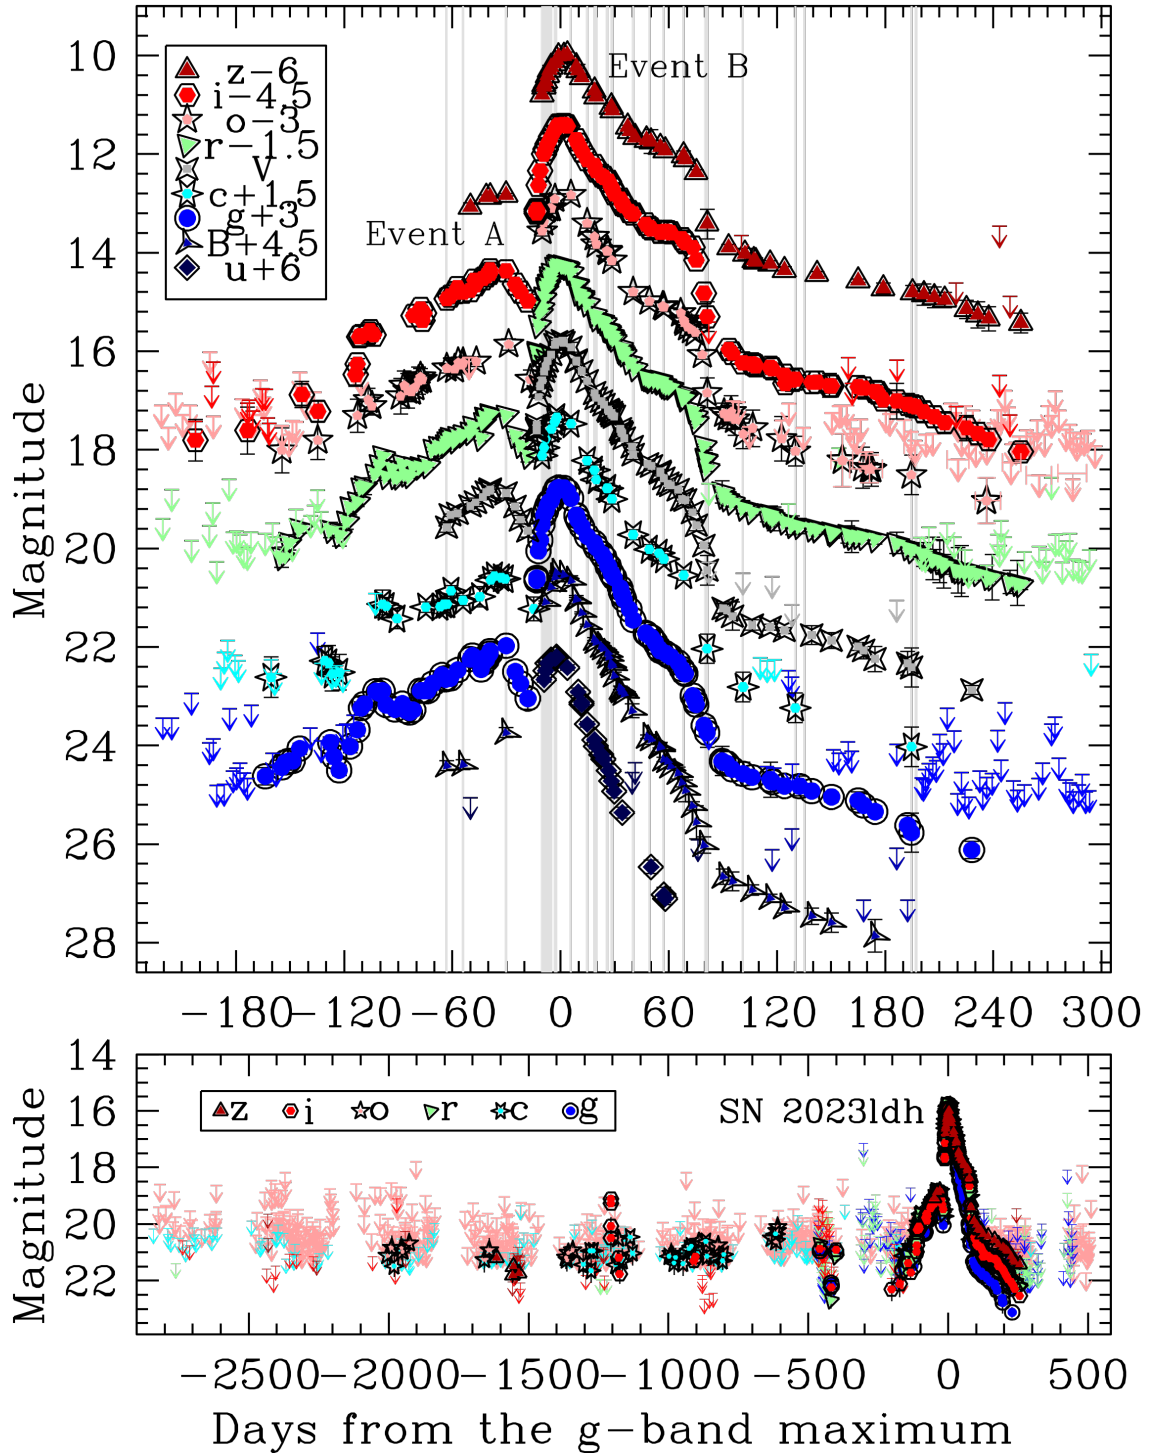 10
12
14
16
18
20
22
24
26
28
Magnitude
z−6
i−4.5
o−3
r−1.5
V
c+1.5
g+3
B+4.5
u+6
Event A
Event B
−180 −120 −60 0 60 120 180 240 300
14
16
18
20
22
Magnitude
z i o r c g
SN 2023ldh
−2500 −2000 −1500 −1000 −500 0 500
Days from the g−band maximum